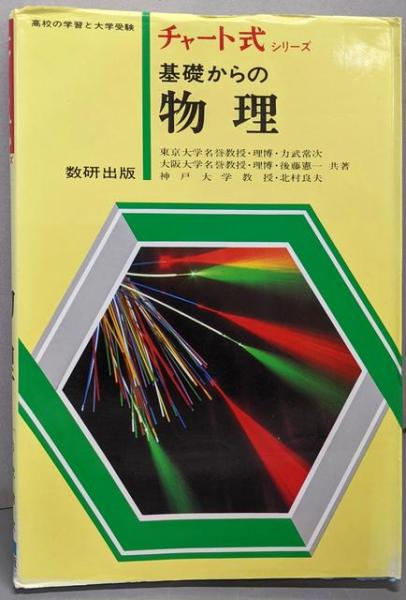 高校の学習と大学受験
チャート式シリーズ
基礎からの
物理
東京大学名誉教授・理博・力武常次
大阪大学名誉教授・理博・後藤憲一 共著
神戸大学教授・北村良夫
数研出版